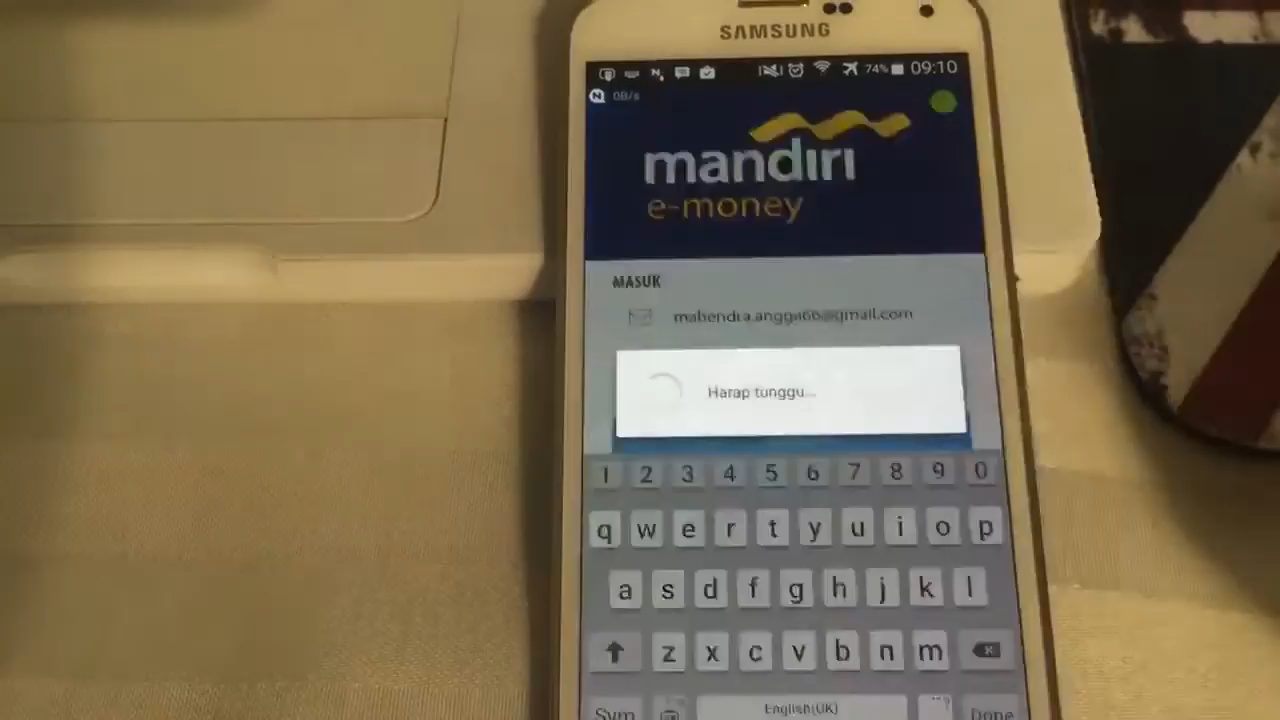 SAMSUNG
74% 09:10
0B/s
mandırı
e-money
MASUK
mahendra.angga66@gmail.com
Harap tunggu...
1 2 3 4 5 6 7 8 9 0
q w e r t y u i o p
a s d f g h j k l
z x c v b n m
Sym English(UK) Done